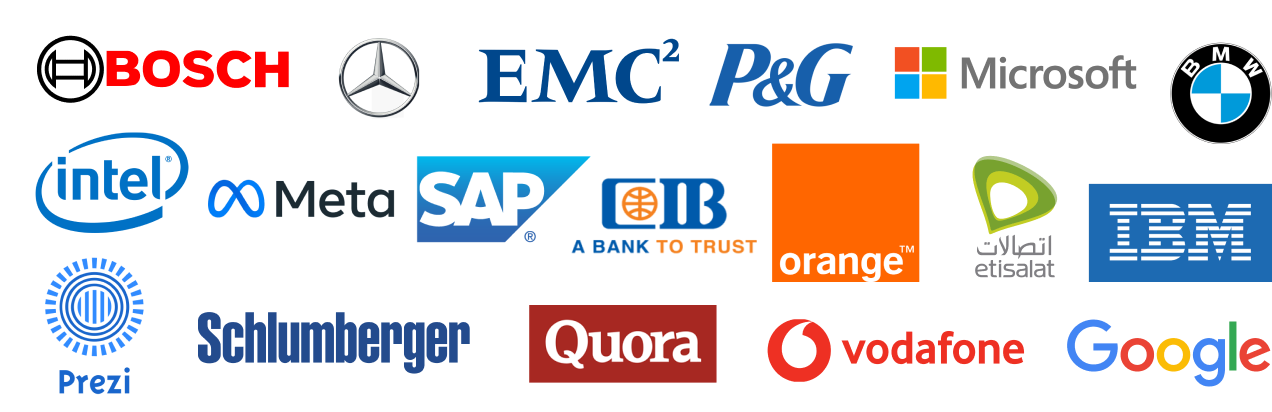 BOSCH
EMC²
P&G
Microsoft
BMW
intel®
Meta
SAP®
CIB
A BANK TO TRUST
orange™
اتصالات
etisalat
IBM
Prezi
Schlumberger
Quora
vodafone
Google